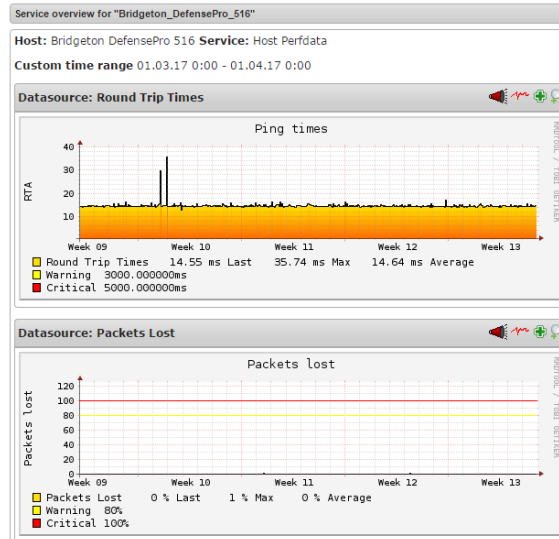 Service overview for "Bridgeton_DefensePro_516"
Host: Bridgeton DefensePro 516 Service: Host Perfdata
Custom time range 01.03.17 0:00 - 01.04.17 0:00
Datasource: Round Trip Times
Ping times
RRDTOOL / TOBI OETIKER
RTA
40
30
20
10
Week 09 Week 10 Week 11 Week 12 Week 13
Round Trip Times 14.55 ms Last 35.74 ms Max 14.64 ms Average
Warning 3000.000000ms
Critical 5000.000000ms
Datasource: Packets Lost
Packets lost
RRDTOOL / TOBI OETIKER
Packets lost
120
100
80
60
40
20
0
Week 09 Week 10 Week 11 Week 12 Week 13
Packets Lost 0 % Last 1 % Max 0 % Average
Warning 80%
Critical 100%